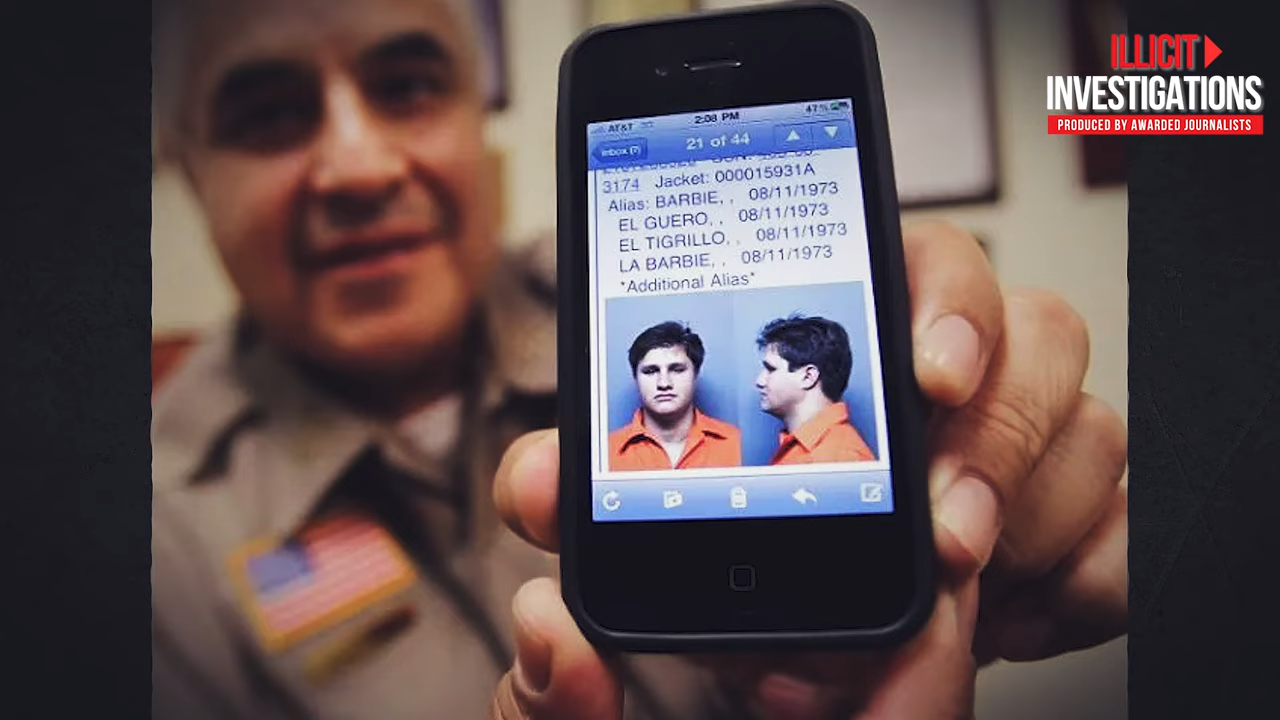 ILLICIT
INVESTIGATIONS
PRODUCED BY AWARDED JOURNALISTS
AT&T 2:08 PM 47%
Inbox (7) 21 of 44
3174 Jacket: 000015931A
Alias: BARBIE, , 08/11/1973
EL GUERO, , 08/11/1973
EL TIGRILLO, , 08/11/1973
LA BARBIE, , 08/11/1973
*Additional Alias*